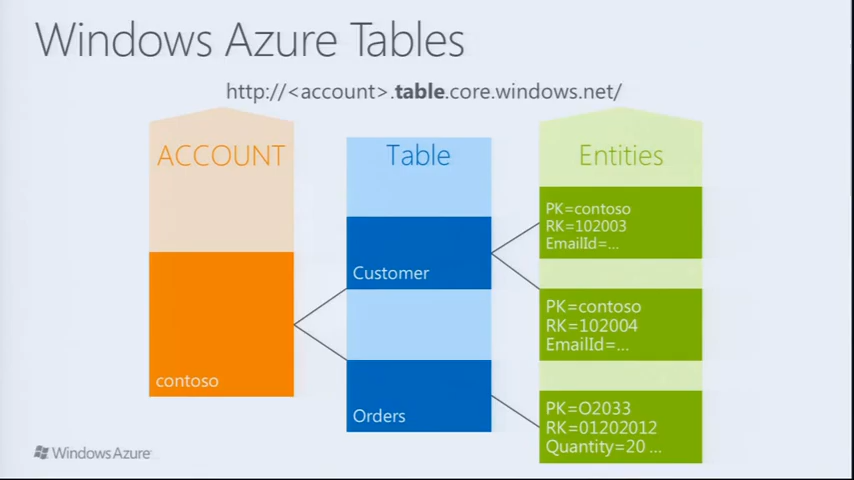 Windows Azure Tables
http://<account>.table.core.windows.net/
ACCOUNT
contoso
Table
Customer
Orders
Entities
PK=contoso
RK=102003
EmailId=...
PK=contoso
RK=102004
EmailId=...
PK=O2033
RK=01202012
Quantity=20 ...
Windows Azure